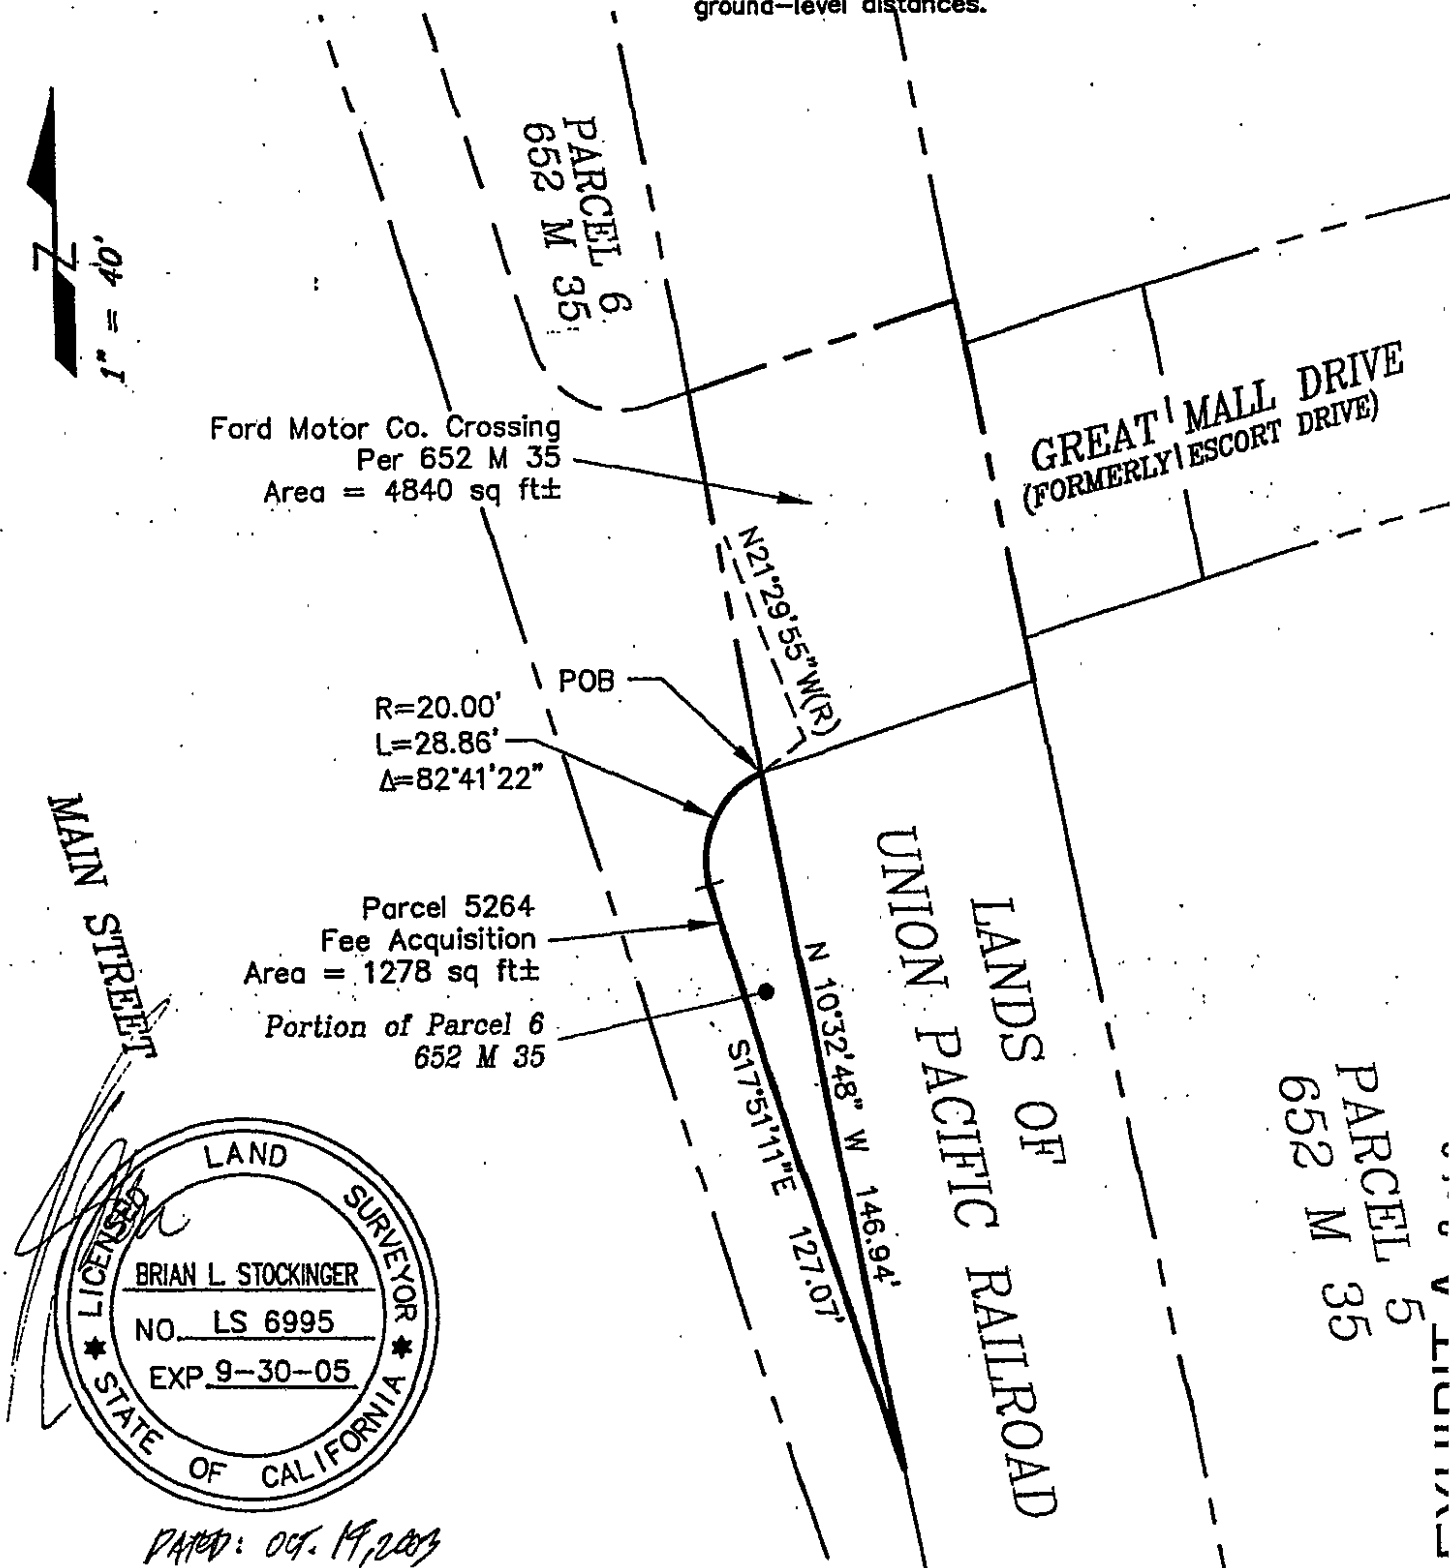 ground-level distances.
1" = 40'
PARCEL 6
652 M 35
Ford Motor Co. Crossing
Per 652 M 35
Area = 4840 sq ft±
GREAT MALL DRIVE
(FORMERLY ESCORT DRIVE)
N21°29'55"W(R)
POB
R=20.00'
L=28.86'
Δ=82°41'22"
MAIN STREET
Parcel 5264
Fee Acquisition
Area = 1278 sq ft±
Portion of Parcel 6
652 M 35
N 10°32'48" W 146.94'
S17°51'11"E 127.07'
LANDS OF
UNION PACIFIC RAILROAD
PARCEL 5
652 M 35
LICENSED LAND SURVEYOR
BRIAN L. STOCKINGER
NO. LS 6995
EXP. 9-30-05
STATE OF CALIFORNIA
DATED: OCT. 19, 2003